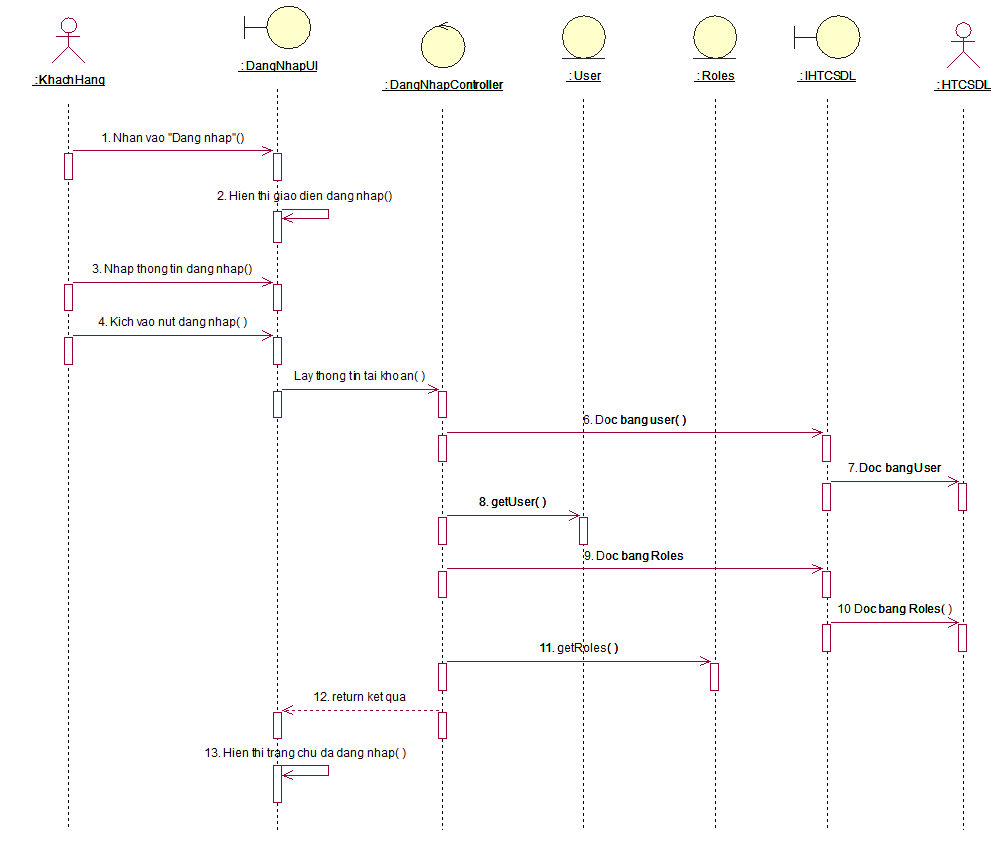 : KhachHang
: DangNhapUI
: DangNhapController
: User
: Roles
: IHTCSDL
: HTCSDL
1. Nhan vao "Dang nhap"()
2. Hien thi giao dien dang nhap()
3. Nhap thong tin dang nhap()
4. Kich vao nut dang nhap( )
Lay thong tin tai khoan( )
6. Doc bang user( )
7. Doc bang User
8. getUser( )
9. Doc bang Roles
10 Doc bang Roles( )
11. getRoles( )
12. return ket qua
13. Hien thi trang chu da dang nhap( )